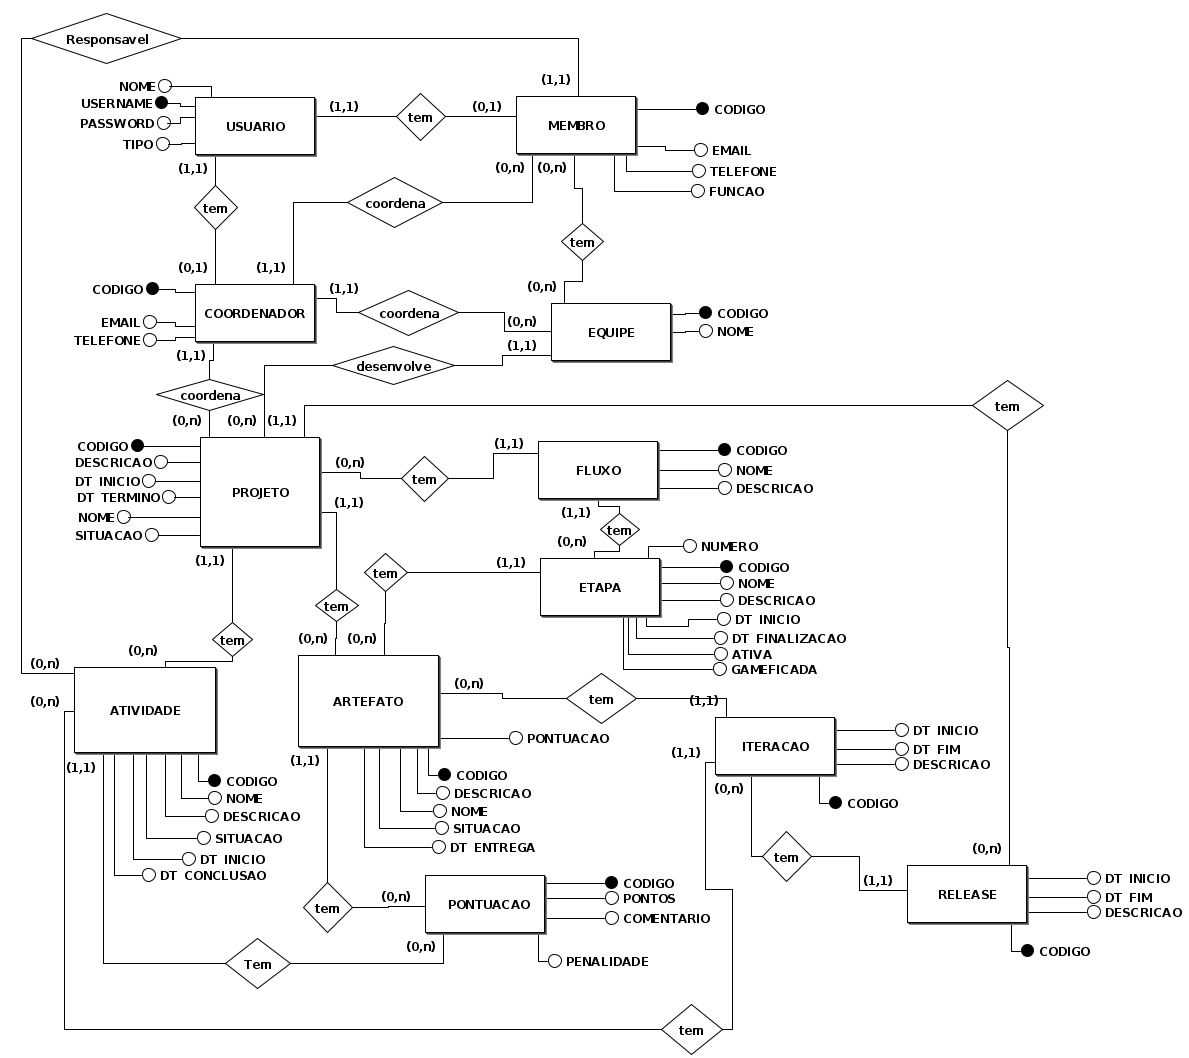 Responsavel
(1,1)
NOME
USERNAME
PASSWORD
TIPO
USUARIO
(1,1)
tem
(0,1)
MEMBRO
CODIGO
EMAIL
TELEFONE
FUNCAO
(1,1)
(0,n)
(0,n)
tem
coordena
tem
(0,1)
(1,1)
CODIGO
EMAIL
TELEFONE
COORDENADOR
(1,1)
coordena
(0,n)
(0,n)
EQUIPE
CODIGO
NOME
(1,1)
desenvolve
(1,1)
coordena
(0,n)
(0,n)
(1,1)
tem
CODIGO
DESCRICAO
DT INICIO
DT TERMINO
NOME
SITUACAO
PROJETO
(0,n)
tem
(1,1)
FLUXO
CODIGO
NOME
DESCRICAO
(1,1)
(1,1)
tem
(0,n)
(1,1)
tem
(1,1)
ETAPA
NUMERO
CODIGO
NOME
DESCRICAO
DT INICIO
DT FINALIZACAO
ATIVA
GAMEFICADA
tem
tem
(0,n)
(0,n)
(0,n)
(0,n)
(0,n)
ATIVIDADE
ARTEFATO
(0,n)
tem
(1,1)
PONTUACAO
ITERACAO
DT INICIO
DT FIM
DESCRICAO
(1,1)
(1,1)
(1,1)
(0,n)
CODIGO
CODIGO
NOME
DESCRICAO
SITUACAO
DT INICIO
DT CONCLUSAO
CODIGO
DESCRICAO
NOME
SITUACAO
DT ENTREGA
tem
(0,n)
(1,1)
RELEASE
DT INICIO
DT FIM
DESCRICAO
CODIGO
tem
(0,n)
PONTUACAO
CODIGO
PONTOS
COMENTARIO
PENALIDADE
(0,n)
Tem
tem